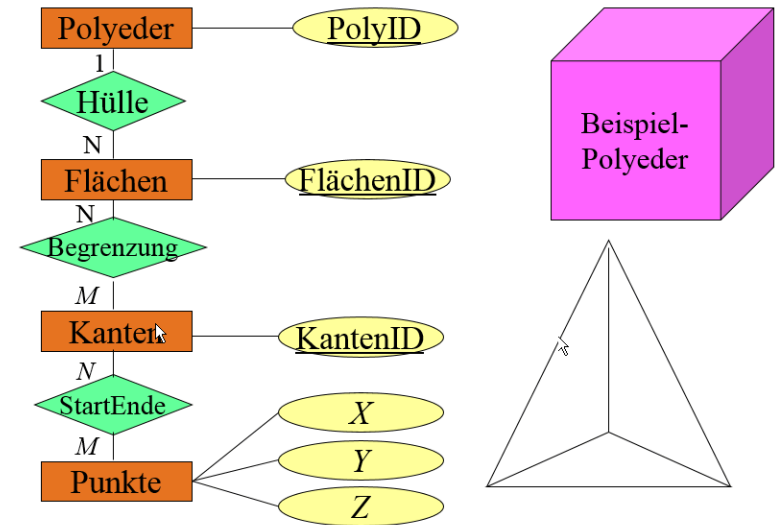 Polyeder
PolyID
1
Hülle
N
Flächen
FlächenID
N
Begrenzung
M
Kanten
KantenID
N
StartEnde
M
Punkte
X
Y
Z
Beispiel-
Polyeder